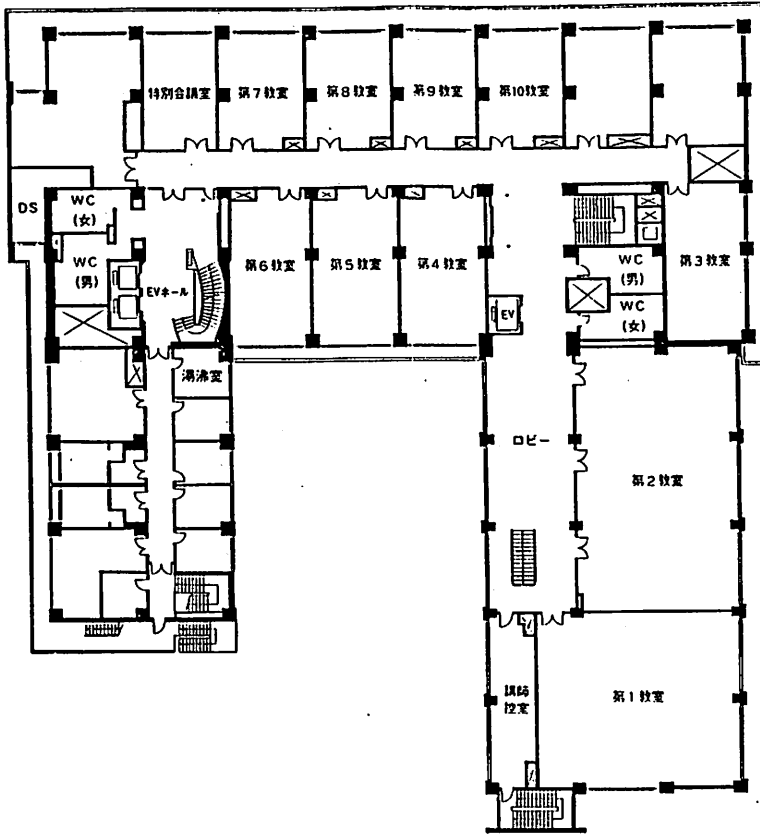 特別会議室
第7教室
第8教室
第9教室
第10教室
DS
WC
(女)
WC
(男)
EVホール
第6教室
第5教室
第4教室
EV
WC
(男)
WC
(女)
第3教室
湯沸室
ロビー
第2教室
講師
控室
第1教室